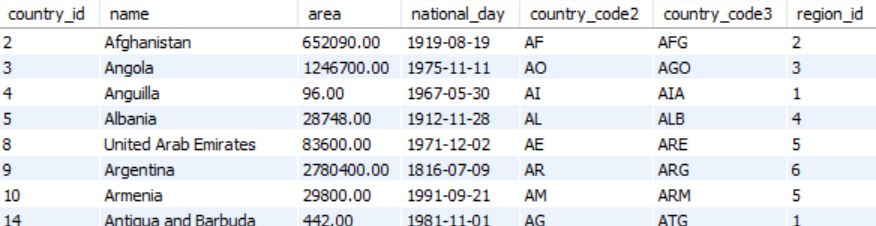 country_id name area national_day country_code2 country_code3 region_id
2 Afghanistan 652090.00 1919-08-19 AF AFG 2
3 Angola 1246700.00 1975-11-11 AO AGO 3
4 Anguilla 96.00 1967-05-30 AI AIA 1
5 Albania 28748.00 1912-11-28 AL ALB 4
8 United Arab Emirates 83600.00 1971-12-02 AE ARE 5
9 Argentina 2780400.00 1816-07-09 AR ARG 6
10 Armenia 29800.00 1991-09-21 AM ARM 5
14 Antigua and Barbuda 442.00 1981-11-01 AG ATG 1